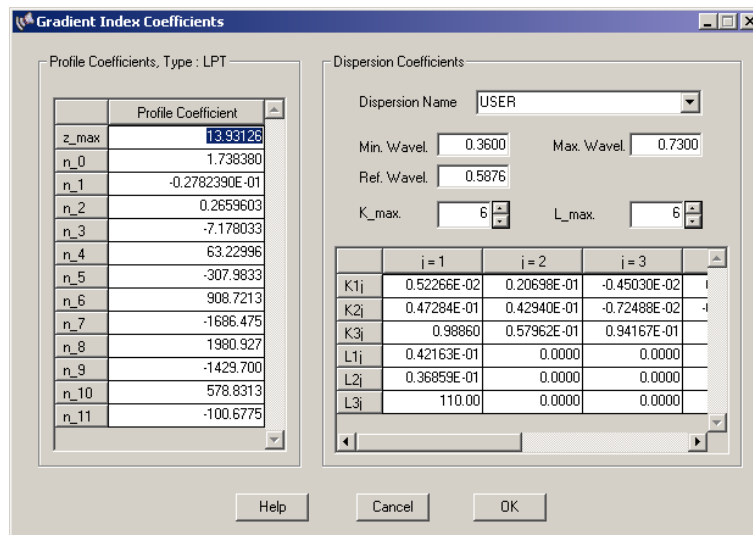 Gradient Index Coefficients
Profile Coefficients, Type : LPT
Profile Coefficient
z_max 13.93126
n_0 1.738380
n_1 -0.2782390E-01
n_2 0.2659603
n_3 -7.178033
n_4 63.22996
n_5 -307.9833
n_6 908.7213
n_7 -1686.475
n_8 1980.927
n_9 -1429.700
n_10 578.8313
n_11 -100.6775
Dispersion Coefficients
Dispersion Name USER
Min. Wavel. 0.3600 Max. Wavel. 0.7300
Ref. Wavel. 0.5876
K_max. 6 L_max. 6
j = 1 j = 2 j = 3
K1j 0.52266E-02 0.20698E-01 -0.45030E-02
K2j 0.47284E-01 0.42940E-01 -0.72488E-02
K3j 0.98860 0.57962E-01 0.94167E-01
L1j 0.42163E-01 0.0000 0.0000
L2j 0.36859E-01 0.0000 0.0000
L3j 110.00 0.0000 0.0000
Help Cancel OK